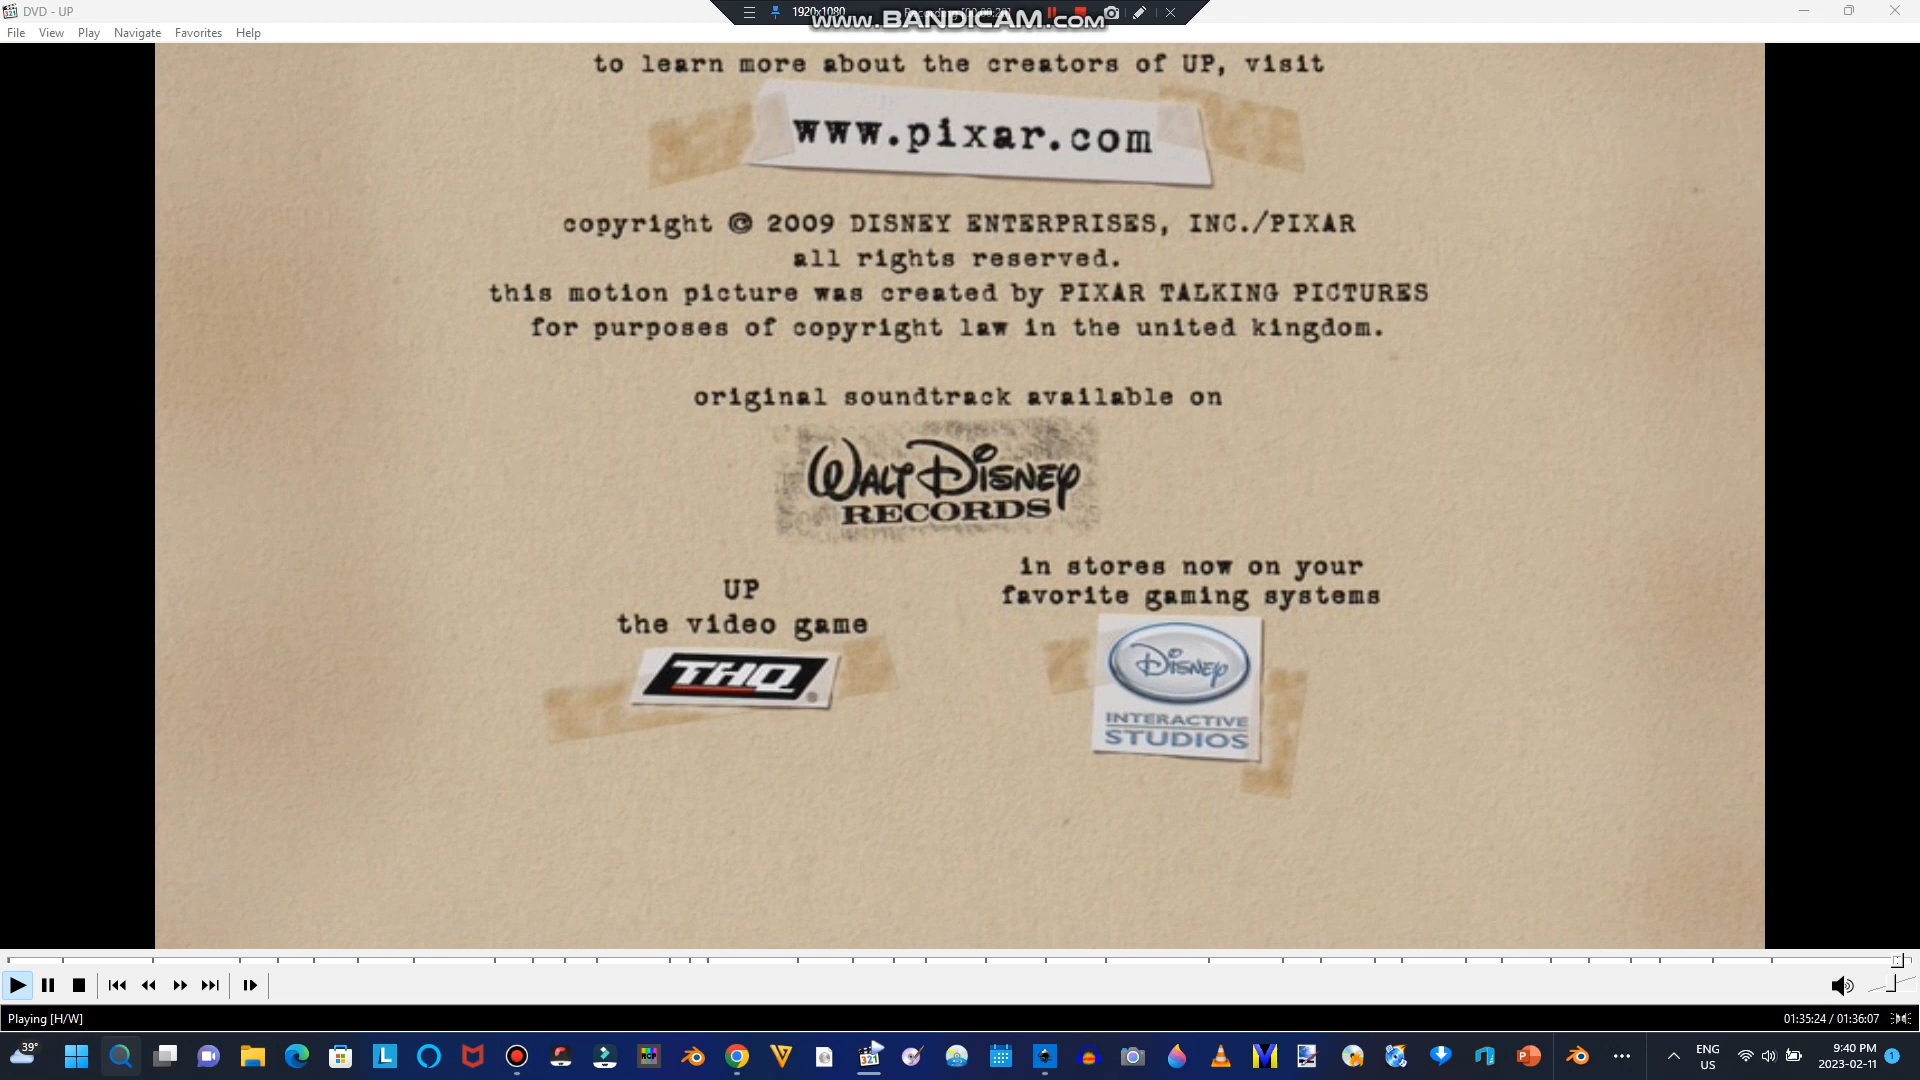 DVD - UP
1920x1080
www.BANDICAM.com
File View Play Navigate Favorites Help
to learn more about the creators of UP, visit
www.pixar.com
copyright © 2009 DISNEY ENTERPRISES, INC./PIXAR
all rights reserved.
this motion picture was created by PIXAR TALKING PICTURES
for purposes of copyright law in the united kingdom.
original soundtrack available on
WALT DISNEY
RECORDS
UP
the video game
THQ®
in stores now on your
favorite gaming systems
Disney
INTERACTIVE
STUDIOS
Playing [H/W]
01:35:24 / 01:36:07
39°
ENG
US
9:40 PM
2023-02-11
1